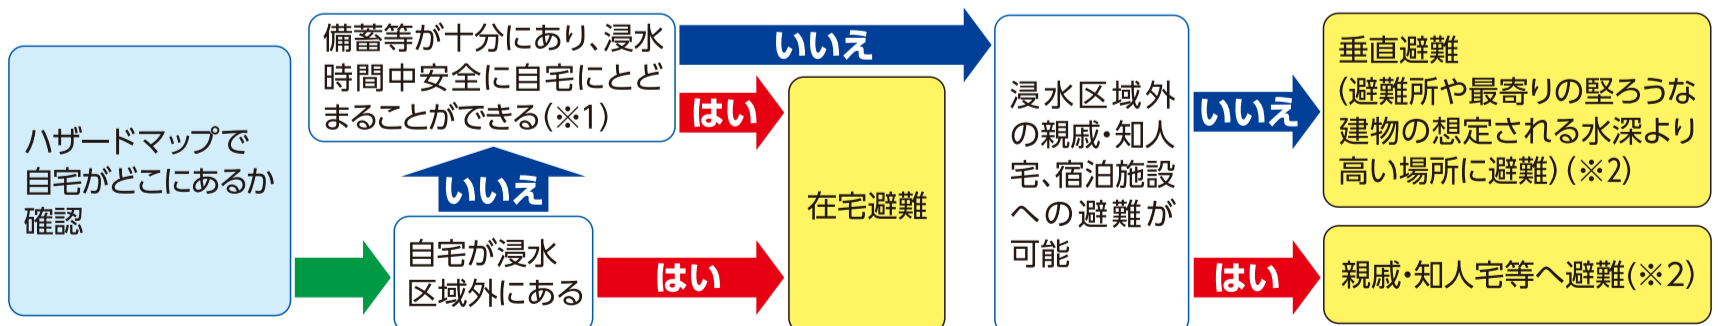 ハザードマップで
自宅がどこにあるか
確認
備蓄等が十分にあり、浸水
時間中安全に自宅にとど
まることができる(※1)
いいえ
はい
いいえ
自宅が浸水
区域外にある
はい
在宅避難
浸水区域外
の親戚・知人
宅、宿泊施設
への避難が
可能
いいえ
はい
垂直避難
(避難所や最寄りの堅ろうな
建物の想定される水深より
高い場所に避難)(※2)
親戚・知人宅等へ避難(※2)